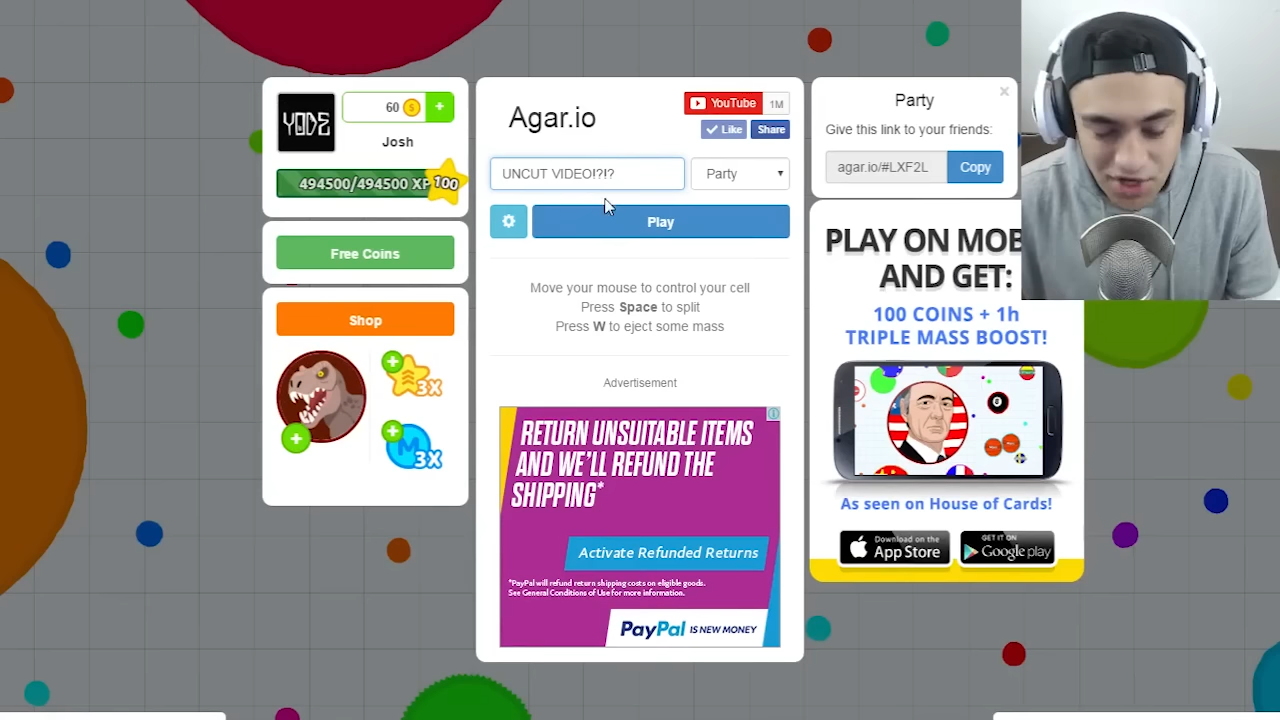 YODE
60
+
Josh
494500/494500 XP
100
Free Coins
Shop
3X
M
3X
Agar.io
YouTube 1M
Like Share
UNCUT VIDEO!?!?
Party
Play
Move your mouse to control your cell
Press Space to split
Press W to eject some mass
Advertisement
RETURN UNSUITABLE ITEMS
AND WE'LL REFUND THE
SHIPPING*
Activate Refunded Returns
*PayPal will refund return shipping costs on eligible goods.
See General Conditions of Use for more information.
PayPal IS NEW MONEY
Party
Give this link to your friends:
agar.io/#LXF2L Copy
PLAY ON MOB
AND GET:
100 COINS + 1h
TRIPLE MASS BOOST!
8
As seen on House of Cards!
Download on the
App Store
GET IT ON
Google play